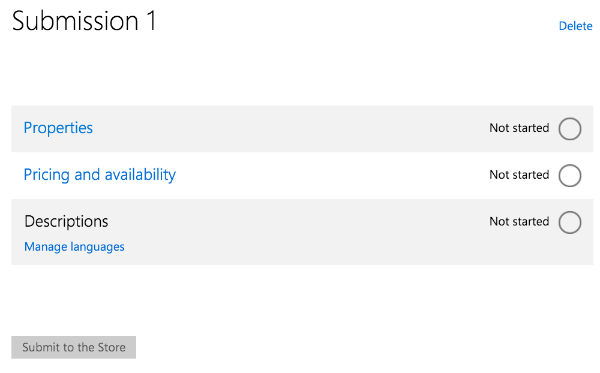 Submission 1
Delete
Properties
Not started
Pricing and availability
Not started
Descriptions
Not started
Manage languages
Submit to the Store